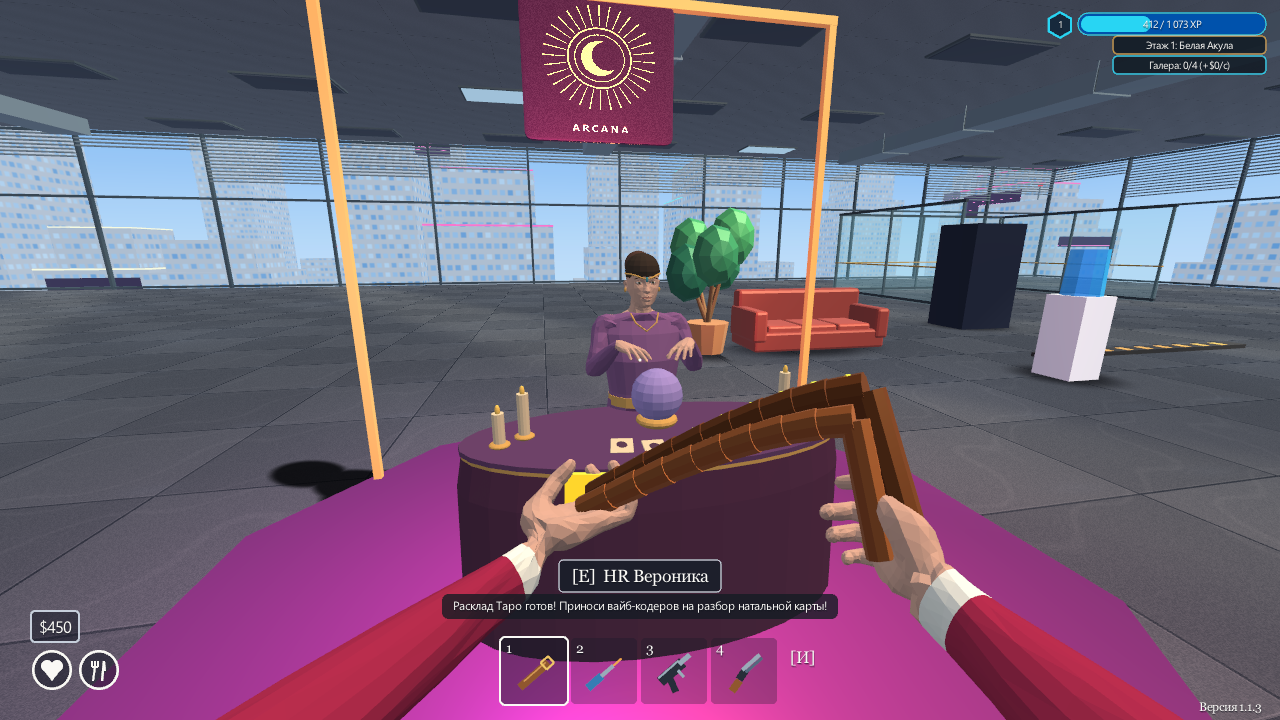 ARCANA
1
412 / 1 073 XP
Этаж 1: Белая Акула
Галера: 0/4 (+$0/с)
[E] HR Вероника
Расклад Таро готов! Приноси вайб-кодеров на разбор натальной карты!
$450
1
2
3
4
[И]
Версия 1.1.3